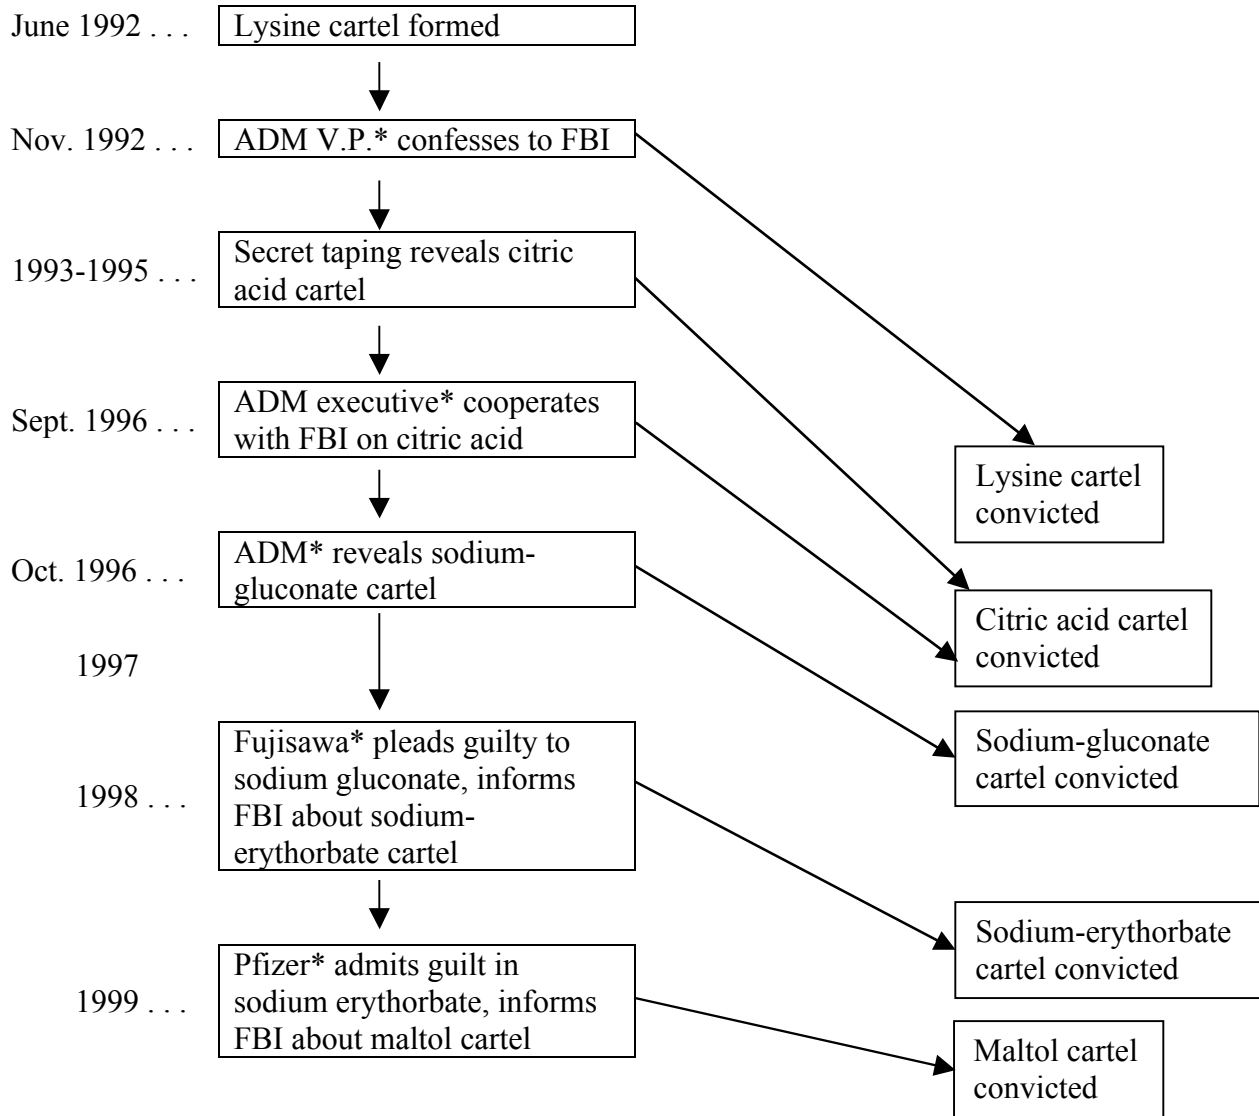 June 1992 . . .
Lysine cartel formed
Nov. 1992 . . .
ADM V.P.* confesses to FBI
1993-1995 . . .
Secret taping reveals citric
acid cartel
Sept. 1996 . . .
ADM executive* cooperates
with FBI on citric acid
Lysine cartel
convicted
Oct. 1996 . . .
ADM* reveals sodium-
gluconate cartel
Citric acid cartel
convicted
1997
Sodium-gluconate
cartel convicted
1998 . . .
Fujisawa* pleads guilty to
sodium gluconate, informs
FBI about sodium-
erythorbate cartel
Sodium-erythorbate
cartel convicted
1999 . . .
Pfizer* admits guilt in
sodium erythorbate, informs
FBI about maltol cartel
Maltol cartel
convicted